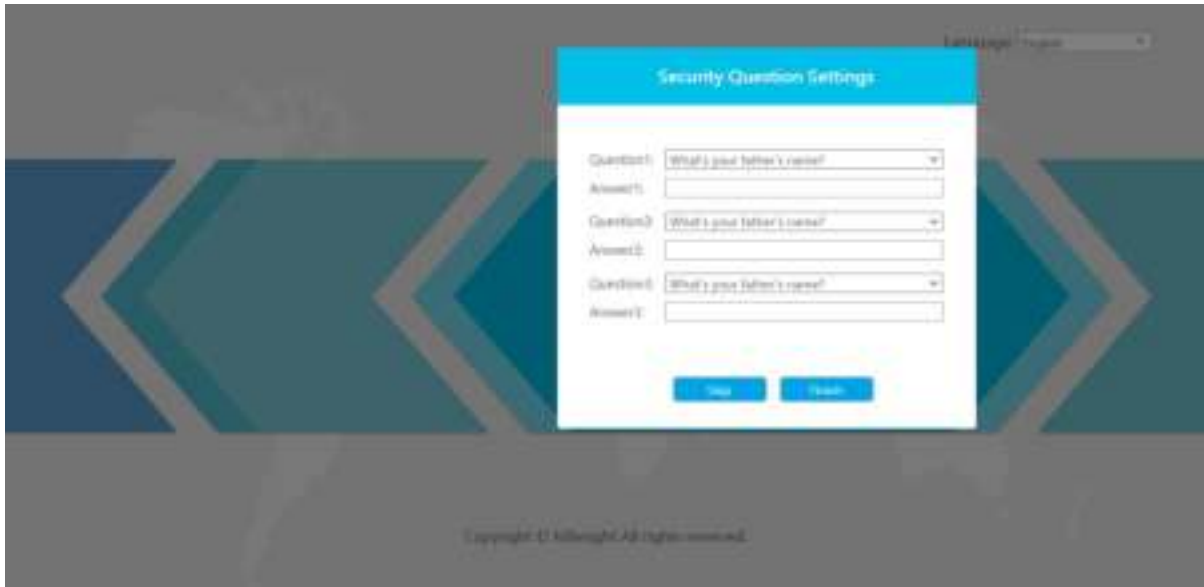 Language: English
Security Question Settings
Question1: What's your father's name?
Answer1:
Question2: What's your father's name?
Answer2:
Question3: What's your father's name?
Answer3:
Skip Finish
Copyright © Milesight All rights reserved.